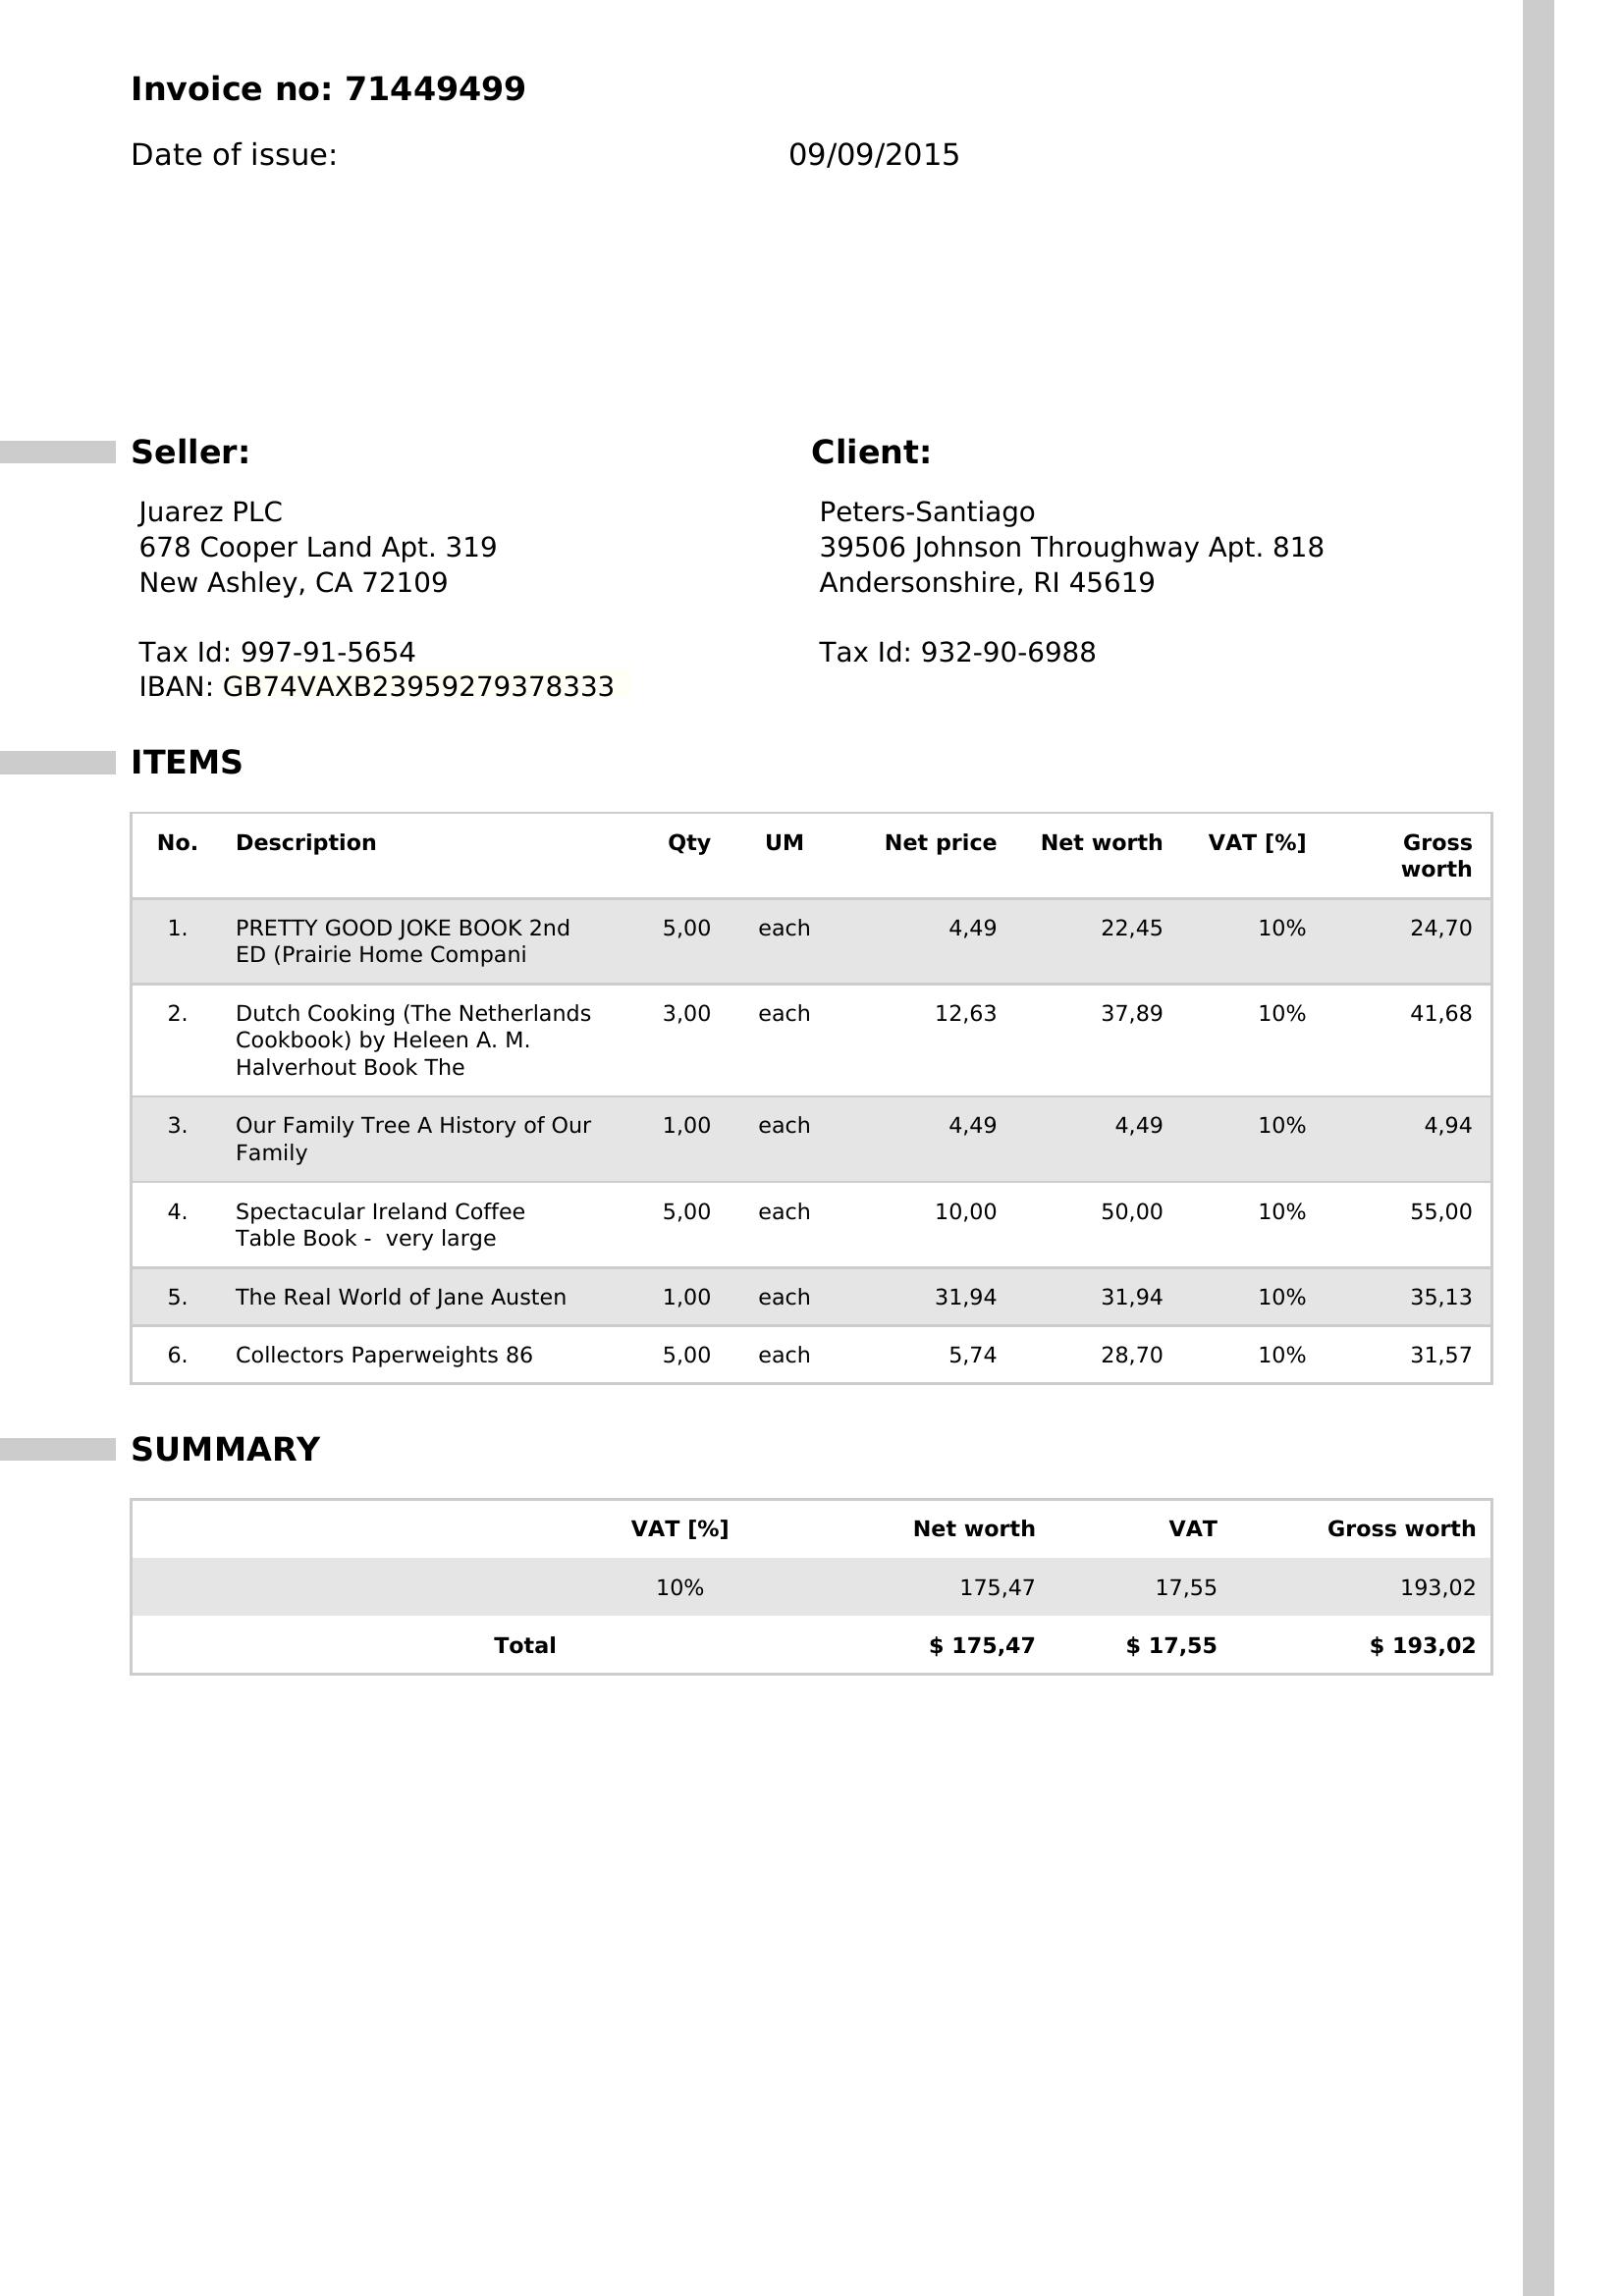 Invoice no: 71449499
Date of issue: 09/09/2015
Seller: Client:
Juarez PLC Peters-Santiago
678 Cooper Land Apt. 319 39506 Johnson Throughway Apt. 818
New Ashley, CA 72109 Andersonshire, RI 45619
Tax Id: 997-91-5654 Tax Id: 932-90-6988
IBAN: GB74VAXB23959279378333
ITEMS
No. Description Qty UM Net price Net worth VAT [%] Gross
worth
1. PRETTY GOOD JOKE BOOK 2nd 5,00 each 4,49 22,45 10% 24,70
ED (Prairie Home Compani
2. Dutch Cooking (The Netherlands 3,00 each 12,63 37,89 10% 41,68
Cookbook) by Heleen A. M.
Halverhout Book The
3. Our Family Tree A History of Our 1,00 each 4,49 4,49 10% 4,94
Family
4. Spectacular Ireland Coffee 5,00 each 10,00 50,00 10% 55,00
Table Book -  very large
5. The Real World of Jane Austen 1,00 each 31,94 31,94 10% 35,13
6. Collectors Paperweights 86 5,00 each 5,74 28,70 10% 31,57
SUMMARY
VAT [%] Net worth VAT Gross worth
10% 175,47 17,55 193,02
Total $ 175,47 $ 17,55 $ 193,02